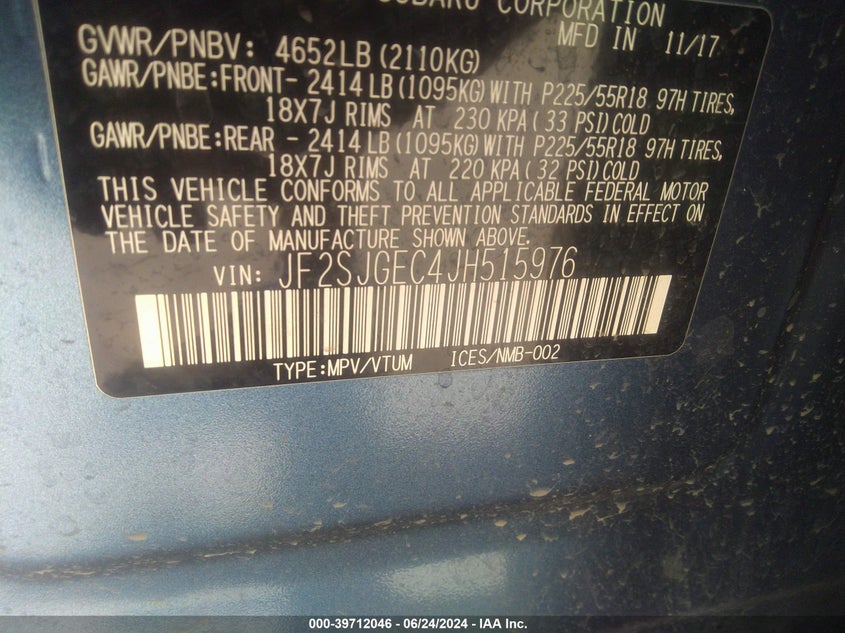 SUBARU CORPORATION
MFD IN 11/17
GVWR/PNBV: 4652LB (2110KG)
GAWR/PNBE:FRONT- 2414 LB (1095KG) WITH P225/55R18 97H TIRES,
18X7J RIMS AT 230 KPA ( 33 PSI) COLD
GAWR/PNBE:REAR - 2414 LB (1095KG) WITH P225/55R18 97H TIRES,
18X7J RIMS AT 220 KPA ( 32 PSI) COLD
THIS VEHICLE CONFORMS TO ALL APPLICABLE FEDERAL MOTOR
VEHICLE SAFETY AND THEFT PREVENTION STANDARDS IN EFFECT ON
THE DATE OF MANUFACTURE SHOWN ABOVE.
VIN: JF2SJGEC4JH515976
TYPE:MPV/VTUM ICES/NMB-002
000-39712046 - 06/24/2024 - IAA Inc.